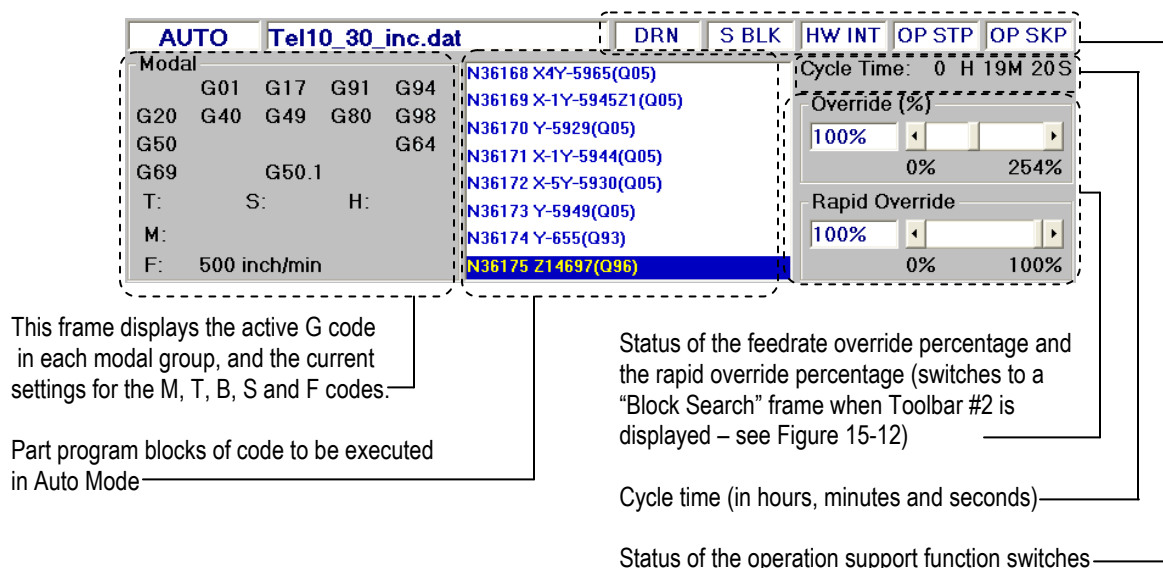 AUTO Tel10_30_inc.dat DRN S BLK HW INT OP STP OP SKP
Modal
G01 G17 G91 G94
G20 G40 G49 G80 G98
G50 G64
G69 G50.1
T: S: H:
M:
F: 500 inch/min
N36168 X4Y-5965(Q05)
N36169 X-1Y-5945Z1(Q05)
N36170 Y-5929(Q05)
N36171 X-1Y-5944(Q05)
N36172 X-5Y-5930(Q05)
N36173 Y-5949(Q05)
N36174 Y-655(Q93)
N36175 Z14697(Q96)
Cycle Time: 0 H 19M 20S
Override (%)
100%
0% 254%
Rapid Override
100%
0% 100%
This frame displays the active G code
in each modal group, and the current
settings for the M, T, B, S and F codes.
Part program blocks of code to be executed
in Auto Mode
Status of the feedrate override percentage and
the rapid override percentage (switches to a
“Block Search” frame when Toolbar #2 is
displayed – see Figure 15-12)
Cycle time (in hours, minutes and seconds)
Status of the operation support function switches